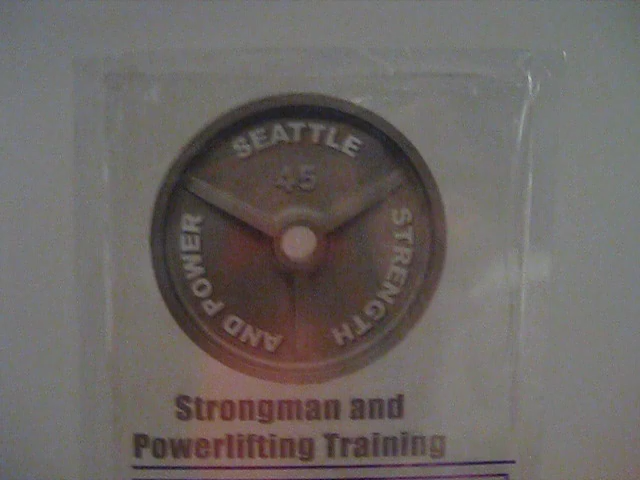 SEATTLE
45
STRENGTH
AND POWER
Strongman and
Powerlifting Training